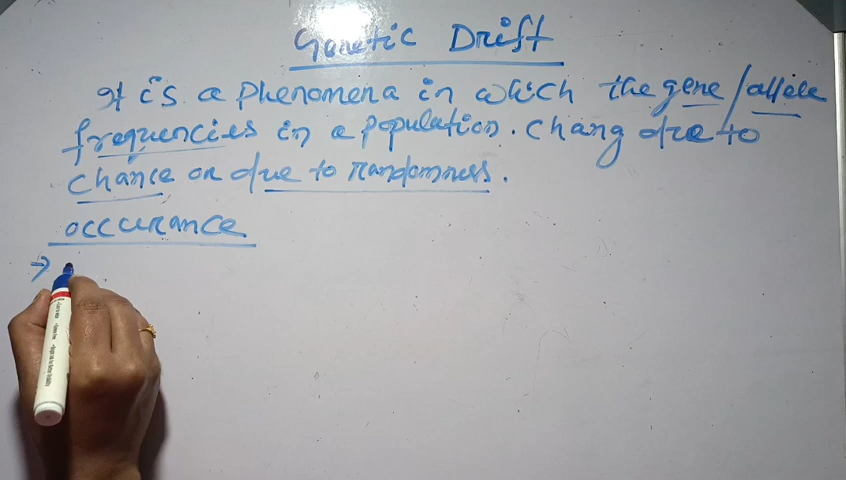 Genetic Drift
It is a phenomena in which the gene/allele
frequencies in a population. Chang due to
chance or due to randomness.
occurance
→